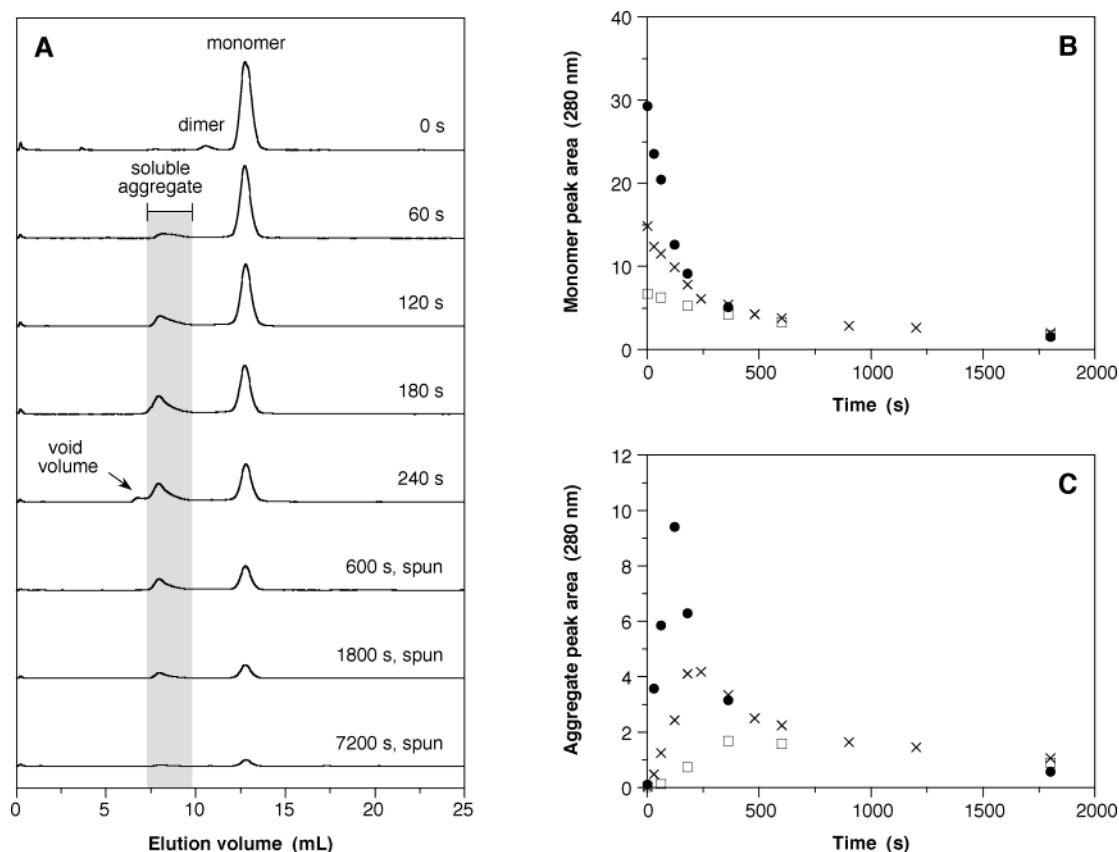 A
monomer
dimer
0 s
soluble
aggregate
60 s
120 s
180 s
void
volume
240 s
600 s, spun
1800 s, spun
7200 s, spun
0 5 10 15 20 25
Elution volume (mL)
B
Monomer peak area (280 nm)
40
30
20
10
0
0 500 1000 1500 2000
Time (s)
C
Aggregate peak area (280 nm)
12
10
8
6
4
2
0
0 500 1000 1500 2000
Time (s)